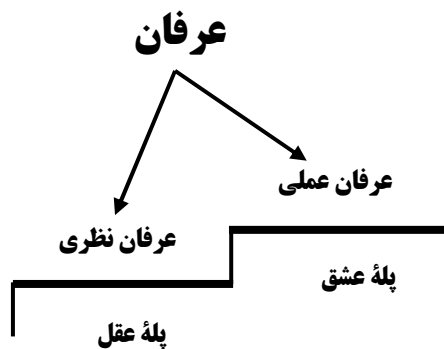 عرفان
عرفان عملی
عرفان نظری
پلهٔ عشق
پلهٔ عقل